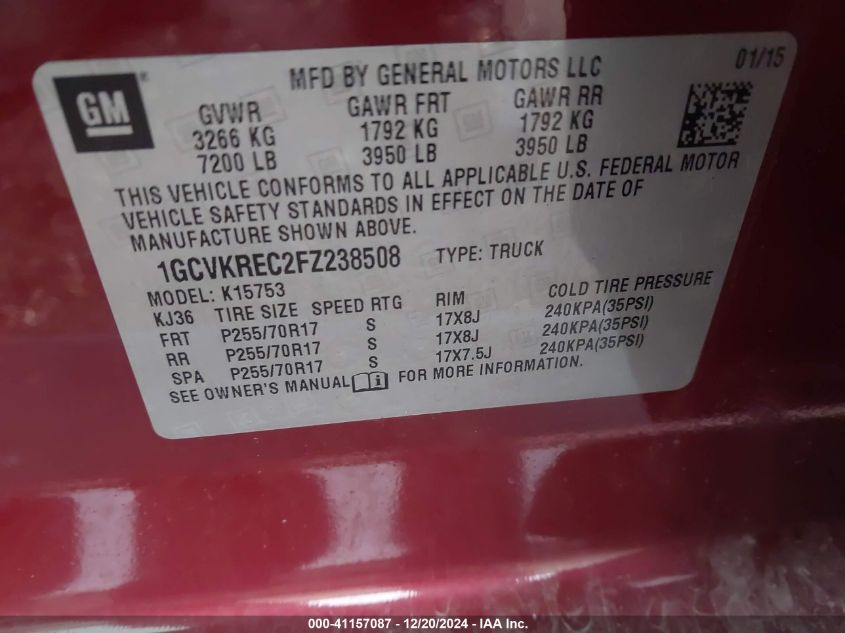 GM
MFD BY GENERAL MOTORS LLC 01/15
GVWR GAWR FRT GAWR RR
3266 KG 1792 KG 1792 KG
7200 LB 3950 LB 3950 LB
THIS VEHICLE CONFORMS TO ALL APPLICABLE U.S. FEDERAL MOTOR
VEHICLE SAFETY STANDARDS IN EFFECT ON THE DATE OF
MANUFACTURE SHOWN ABOVE.
1GCVKREC2FZ238508 TYPE: TRUCK
MODEL: K15753
KJ36 TIRE SIZE SPEED RTG RIM COLD TIRE PRESSURE
FRT P255/70R17 S 17X8J 240KPA(35PSI)
RR P255/70R17 S 17X8J 240KPA(35PSI)
SPA P255/70R17 S 17X7.5J 240KPA(35PSI)
SEE OWNER'S MANUAL FOR MORE INFORMATION.
000-41157087 - 12/20/2024 - IAAI Inc.